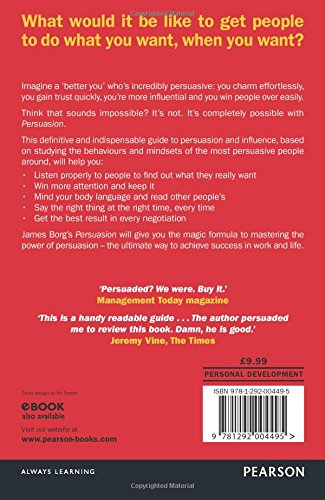 What would it be like to get people
to do what you want, when you want?
Imagine a ‘better you’ who’s incredibly persuasive: you charm effortlessly,
you gain trust quickly, you’re more influential and you win people over easily.
Think that sounds impossible? It’s not. It’s completely possible with
Persuasion.
This definitive and indispensable guide to persuasion and influence, based
on studying the behaviours and mindsets of the most persuasive people
around, will help you:
• Listen properly to people to find out what they really want
• Win more attention and keep it
• Mind your body language and read other people’s
• Say the right thing at the right time, every time
• Get the best result in every negotiation
James Borg’s Persuasion will give you the magic formula to mastering the
power of persuasion – the ultimate way to achieve success in work and life.
‘Persuaded? We were. Buy It.’
Management Today magazine
‘This is a handy readable guide . . . The author persuaded
me to review this book. Damn, he is good.’
Jeremy Vine, The Times
£9.99
PERSONAL DEVELOPMENT
Cover design by Kit Foster
eBOOK
also available
Visit our website at
www.pearson-books.com
ISBN 978-1-292-00449-5
9 781292 004495 >
ALWAYS LEARNING
PEARSON